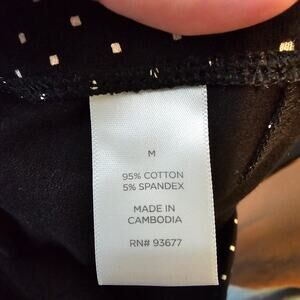 M
95% COTTON
5% SPANDEX
MADE IN
CAMBODIA
RN# 93677